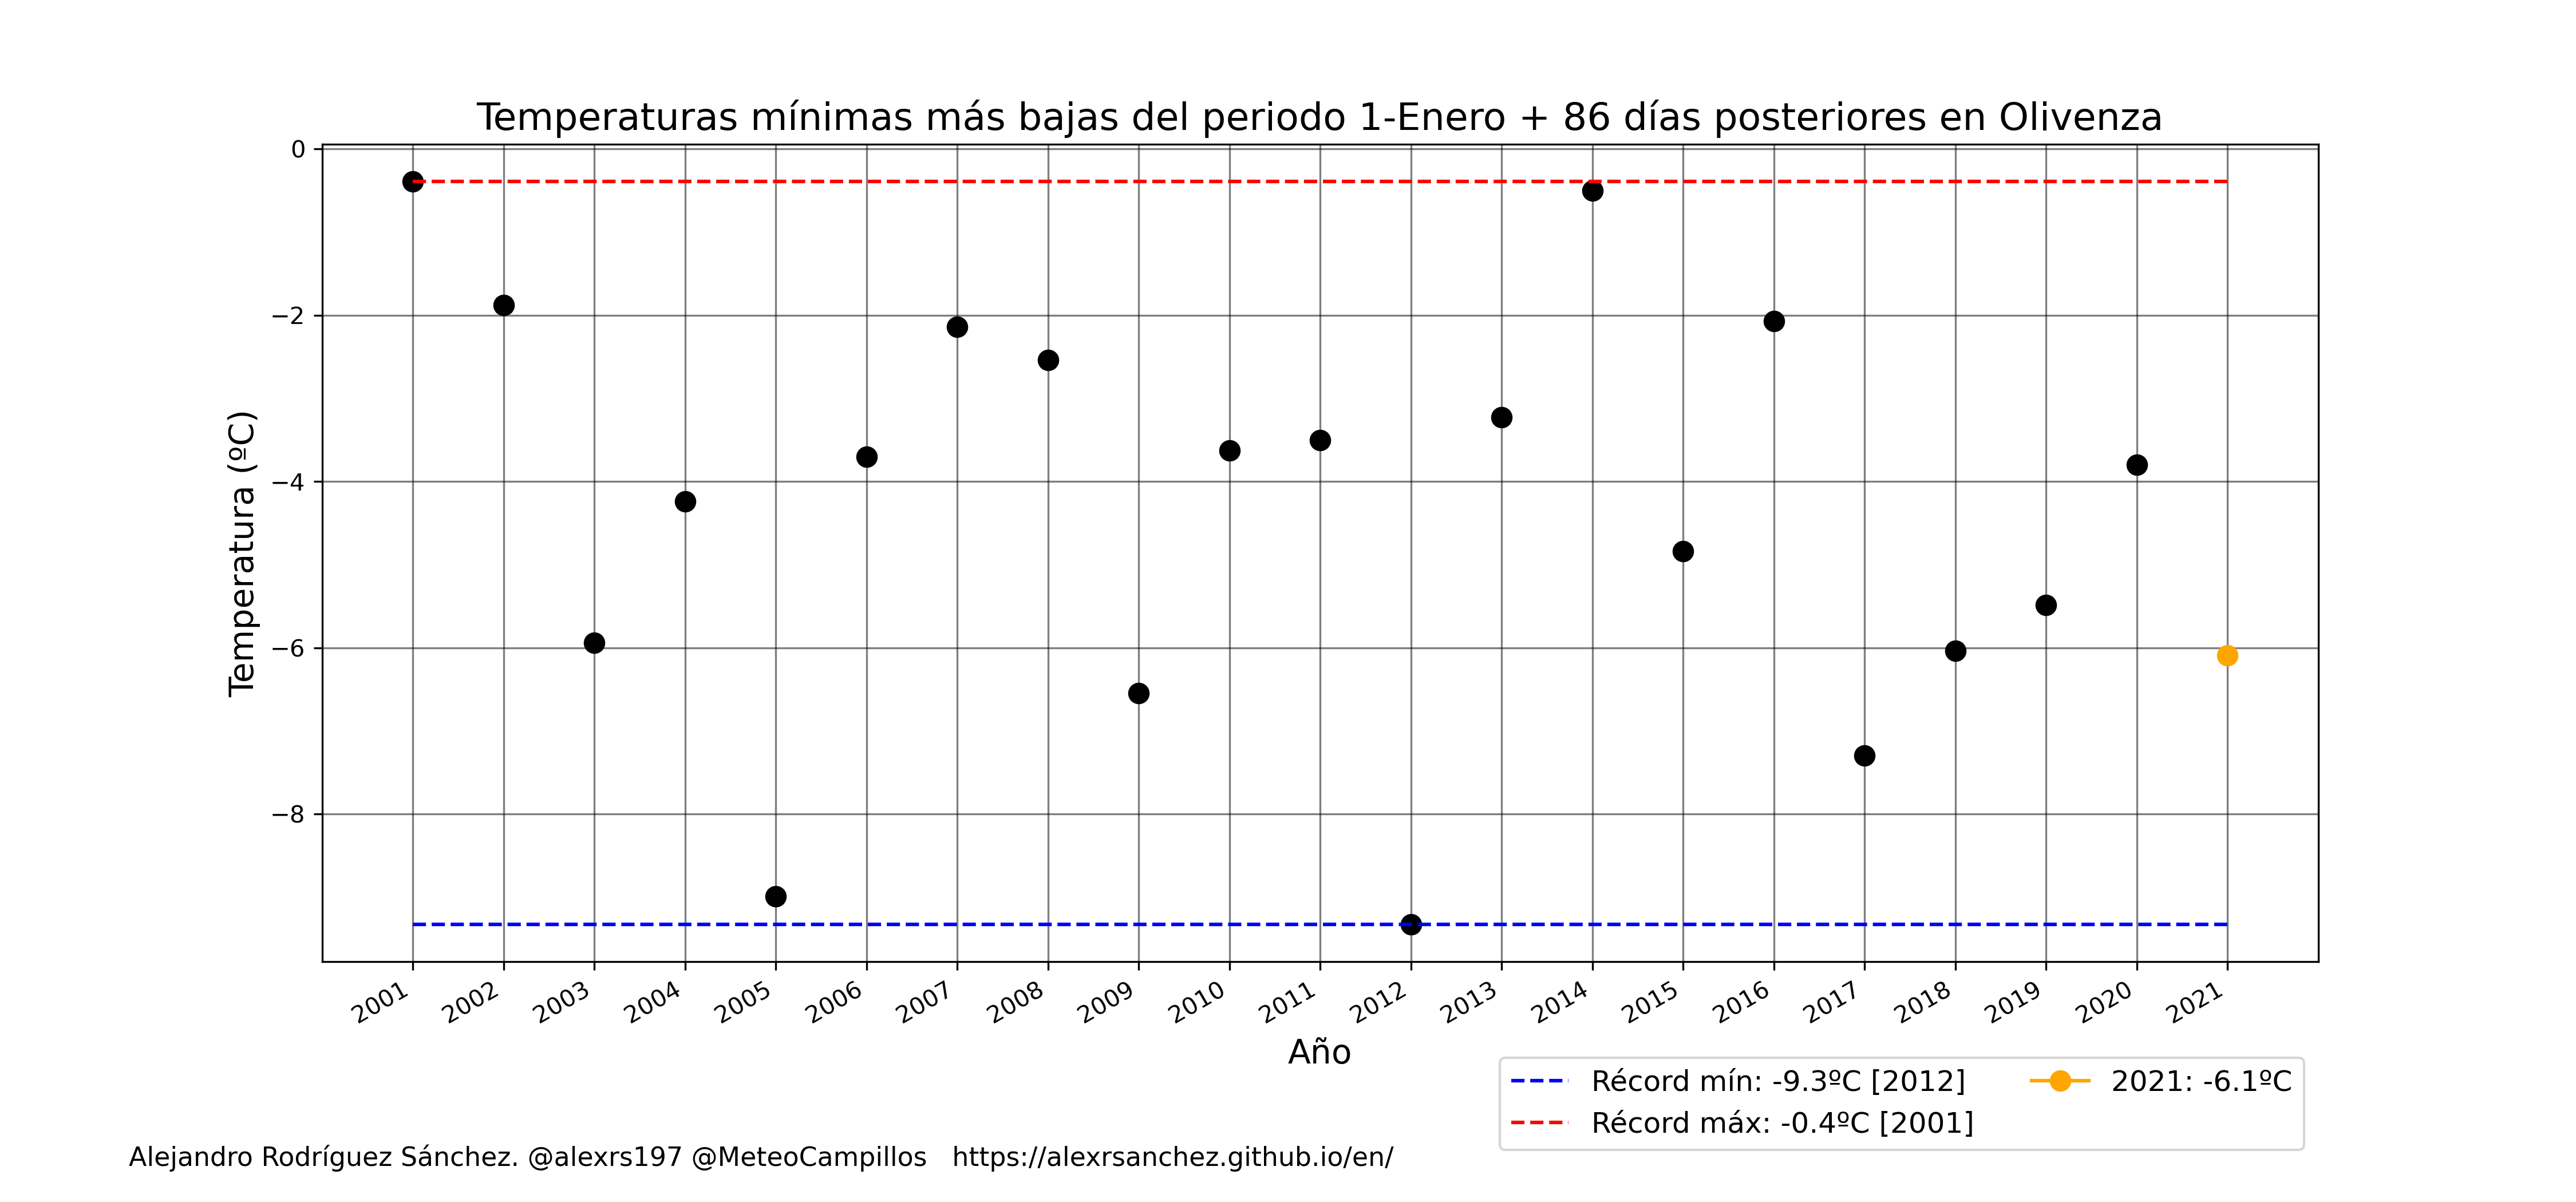 Temperaturas mínimas más bajas del periodo 1-Enero + 86 días posteriores en Olivenza
0
−2
−4
−6
−8
Temperatura (ºC)
2001 2002 2003 2004 2005 2006 2007 2008 2009 2010 2011 2012 2013 2014 2015 2016 2017 2018 2019 2020 2021
Año
Récord mín: -9.3ºC [2012]
Récord máx: -0.4ºC [2001]
2021: -6.1ºC
Alejandro Rodríguez Sánchez. @alexrs197 @MeteoCampillos https://alexrsanchez.github.io/en/